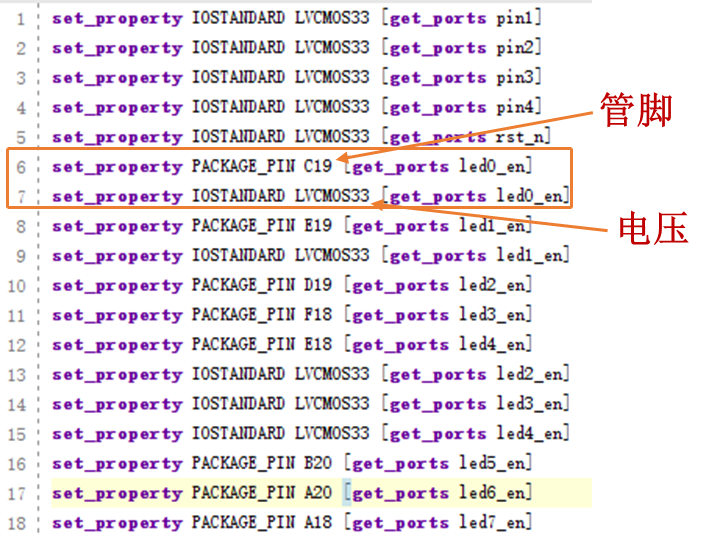 1 set_property IOSTANDARD LVCMOS33 [get_ports pin1]
2 set_property IOSTANDARD LVCMOS33 [get_ports pin2]
3 set_property IOSTANDARD LVCMOS33 [get_ports pin3]
4 set_property IOSTANDARD LVCMOS33 [get_ports pin4]
5 set_property IOSTANDARD LVCMOS33 [get_ports rst_n]
管脚
6 set_property PACKAGE_PIN C19 [get_ports led0_en]
7 set_property IOSTANDARD LVCMOS33 [get_ports led0_en]
电压
8 set_property PACKAGE_PIN E19 [get_ports led1_en]
9 set_property IOSTANDARD LVCMOS33 [get_ports led1_en]
10 set_property PACKAGE_PIN D19 [get_ports led2_en]
11 set_property PACKAGE_PIN F18 [get_ports led3_en]
12 set_property PACKAGE_PIN E18 [get_ports led4_en]
13 set_property IOSTANDARD LVCMOS33 [get_ports led2_en]
14 set_property IOSTANDARD LVCMOS33 [get_ports led3_en]
15 set_property IOSTANDARD LVCMOS33 [get_ports led4_en]
16 set_property PACKAGE_PIN B20 [get_ports led5_en]
17 set_property PACKAGE_PIN A20 [get_ports led6_en]
18 set_property PACKAGE_PIN A18 [get_ports led7_en]